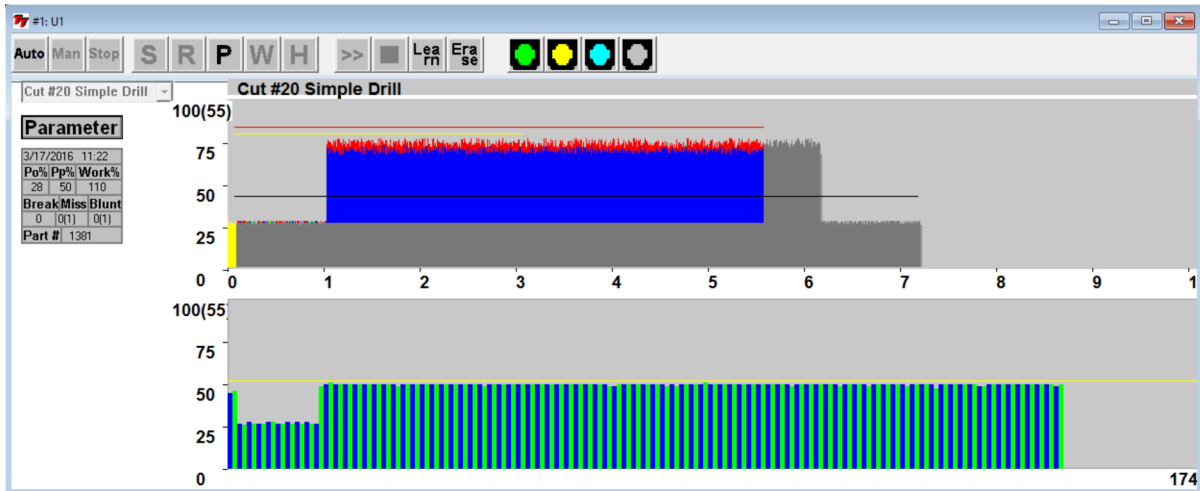 TT #1: U1
Auto Man Stop S R P W H >> Lea rn Era se
Cut #20 Simple Drill
Cut #20 Simple Drill
Parameter
3/17/2016 11:22
Po% Pp% Work%
28 50 110
Break Miss Blunt
0 0(1) 0(1)
Part # 1381
100(55)
75
50
25
0
0 1 2 3 4 5 6 7 8 9 1
100(55)
75
50
25
0
174